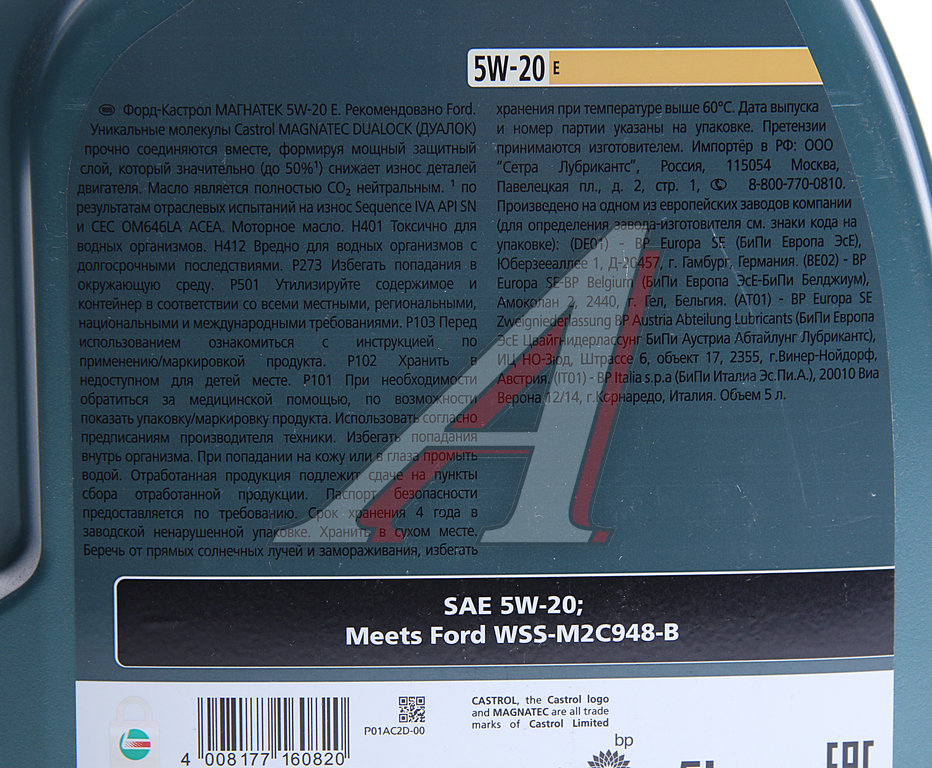 5W-20 E
Форд-Кастрол МАГНАТЕК 5W-20 E. Рекомендовано Ford.
Уникальные молекулы Castrol MAGNATEC DUALOCK (ДУАЛОК)
прочно соединяются вместе, формируя мощный защитный
слой, который значительно (до 50%¹) снижает износ деталей
двигателя. Масло является полностью CO₂ нейтральным. ¹ по
результатам отраслевых испытаний на износ Sequence IVA API SN
и CEC OM646LA ACEA. Моторное масло. H401 Токсично для
водных организмов. H412 Вредно для водных организмов с
долгосрочными последствиями. P273 Избегать попадания в
окружающую среду. P501 Утилизируйте содержимое и
контейнер в соответствии со всеми местными, региональными,
национальными и международными требованиями. P103 Перед
использованием ознакомиться с инструкцией по
применению/маркировкой продукта. P102 Хранить в
недоступном для детей месте. P101 При необходимости
обратиться за медицинской помощью, по возможности
показать упаковку/маркировку продукта. Использовать согласно
предписаниям производителя техники. Избегать попадания
внутрь организма. При попадании на кожу или в глаза промыть
водой. Отработанная продукция подлежит сдаче на пункты
сбора отработанной продукции. Паспорт безопасности
предоставляется по требованию. Срок хранения 4 года в
заводской ненарушенной упаковке. Хранить в сухом месте.
Беречь от прямых солнечных лучей и замораживания, избегать
хранения при температуре выше 60°C. Дата выпуска
и номер партии указаны на упаковке. Претензии
принимаются изготовителем. Импортёр в РФ: ООО
“Сетра Лубрикантс”, Россия, 115054 Москва,
Павелецкая пл., д. 2, стр. 1, 8-800-770-0810.
Произведено на одном из европейских заводов компании
(для определения завода-изготовителя см. знаки кода на
упаковке): (DE01) - BP Europa SE (БиПи Европа ЭсЕ),
Юберзееаллее 1, Д-20457, г. Гамбург, Германия. (BE02) - BP
Europa SE-BP Belgium (БиПи Европа ЭсЕ-БиПи Белджиум),
Амоколан 2, 2440, г. Гел, Бельгия. (AT01) - BP Europa SE
Zweigniederlassung BP Austria Abteilung Lubricants (БиПи Европа
ЭсЕ Цвайгнидерлассунг БиПи Аустриа Абтайлунг Лубрикантс),
ИЦ НО-Зюд, Штрассе 6, объект 17, 2355, г.Винер-Нойдорф,
Австрия. (IT01) - BP Italia s.p.a (БиПи Италиа Эс.Пи.А.), 20010 Виа
Верона 12/14, г.Корнаредо, Италия. Объем 5 л.
SAE 5W-20;
Meets Ford WSS-M2C948-B
P01AC2D-00
4 008177 160820
CASTROL, the Castrol logo
and MAGNATEC are all trade
marks of Castrol Limited
bp
5L
EAC